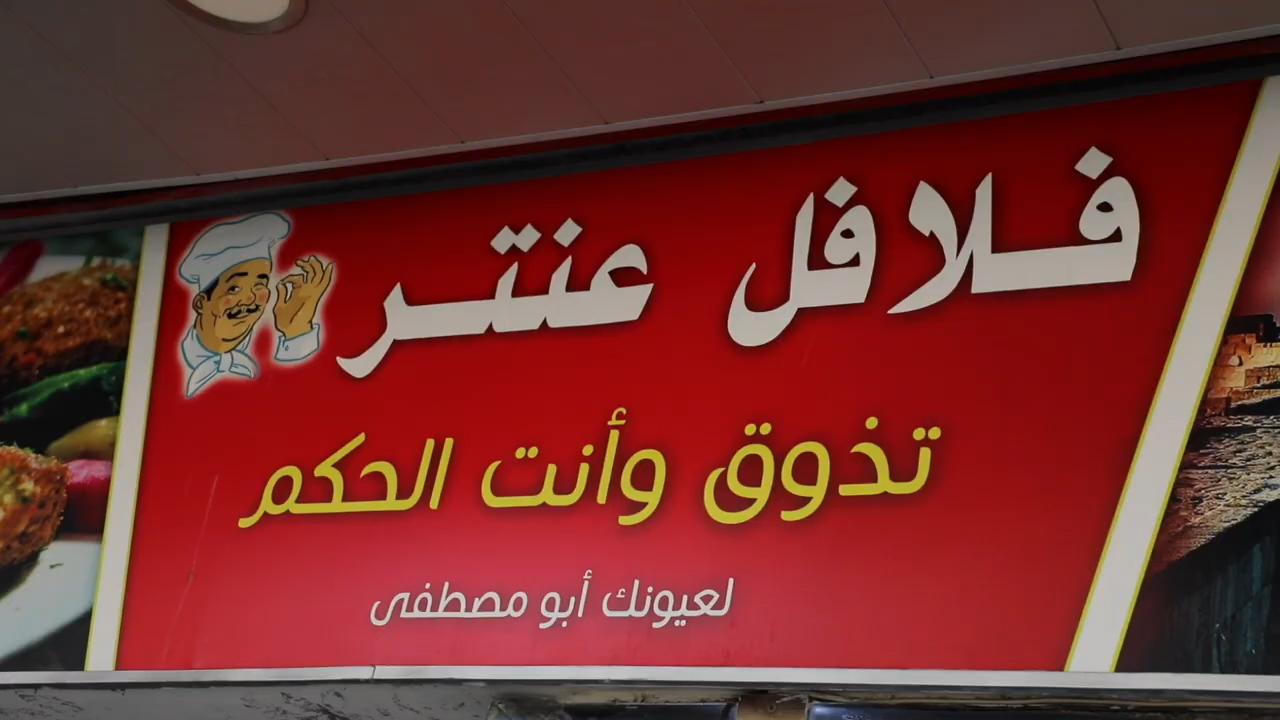 فلافل عنتر
تذوق وأنت الحكم
لعيونك أبو مصطفى